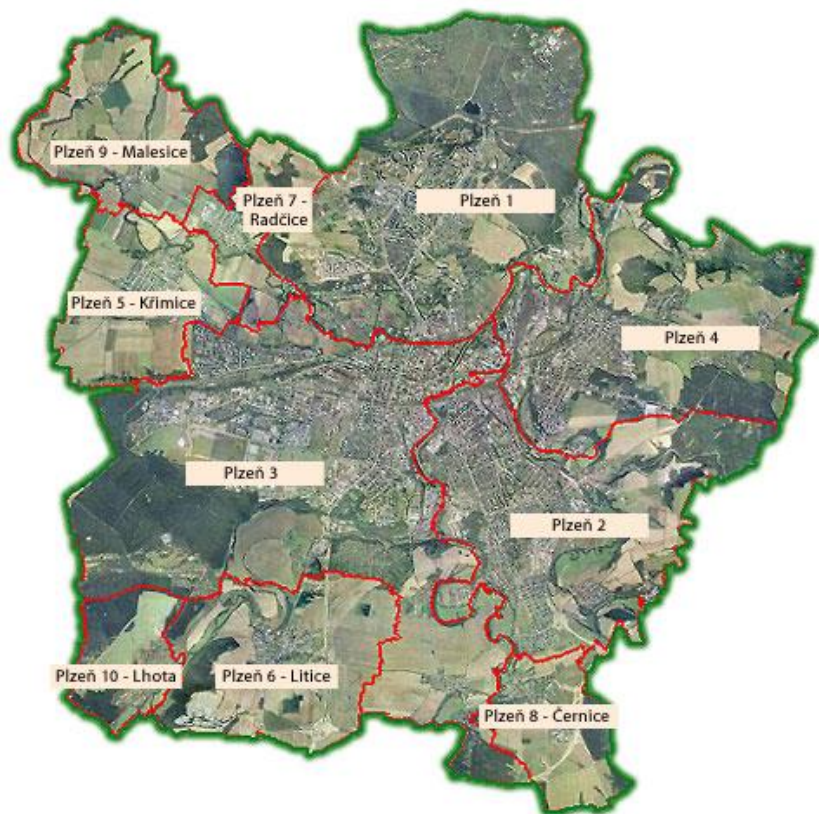 Plzeň 9 - Malesice
Plzeň 7 -
Radčice
Plzeň 1
Plzeň 5 - Křimice
Plzeň 4
Plzeň 3
Plzeň 2
Plzeň 10 - Lhota
Plzeň 6 - Litice
Plzeň 8 - Černice